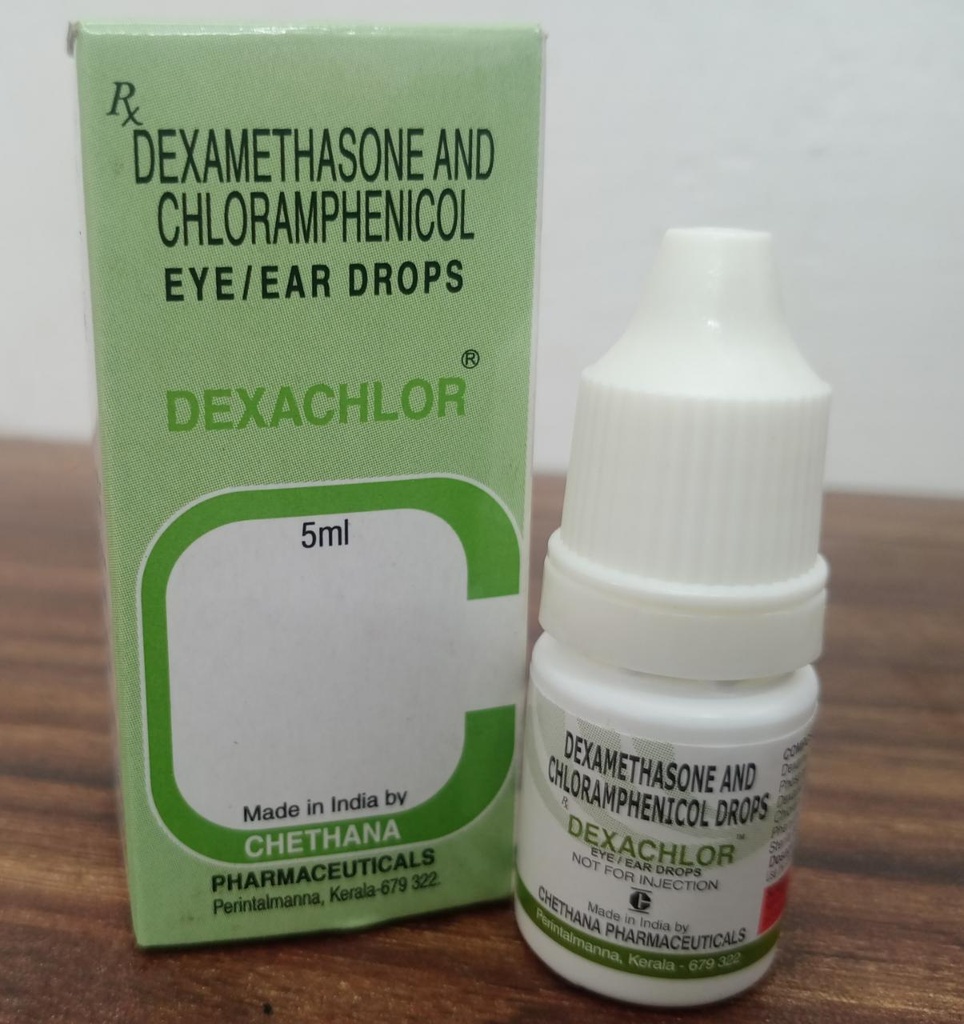 Rx
DEXAMETHASONE AND
CHLORAMPHENICOL
EYE/EAR DROPS
DEXACHLOR®
5ml
Made in India by
CHETHANA
PHARMACEUTICALS
Perintalmanna, Kerala-679 322.
DEXAMETHASONE AND
CHLORAMPHENICOL DROPS
Rx
DEXACHLOR™
EYE / EAR DROPS
NOT FOR INJECTION
Made in India by
CHETHANA PHARMACEUTICALS
Perintalmanna, Kerala - 679 322